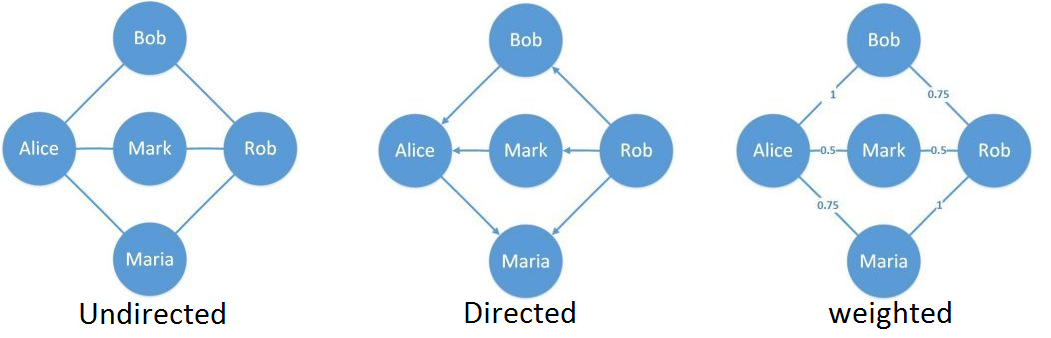 Bob
Alice
Mark
Rob
Maria
Undirected
Bob
Alice
Mark
Rob
Maria
Directed
Bob
1
0.75
Alice
0.5
Mark
0.5
Rob
0.75
1
Maria
weighted